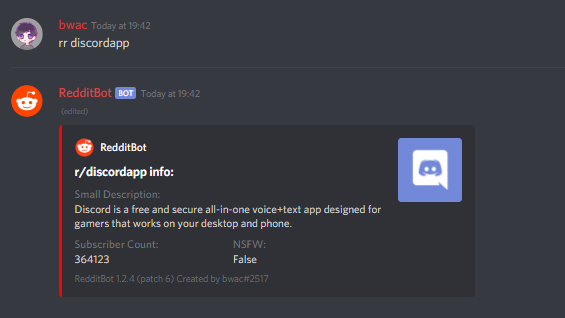 bwac Today at 19:42
rr discordapp
RedditBot BOT Today at 19:42
(edited)
RedditBot
r/discordapp info:
Small Description:
Discord is a free and secure all-in-one voice+text app designed for
gamers that works on your desktop and phone.
Subscriber Count: NSFW:
364123 False
RedditBot 1.2.4 (patch 6) Created by bwac#2517